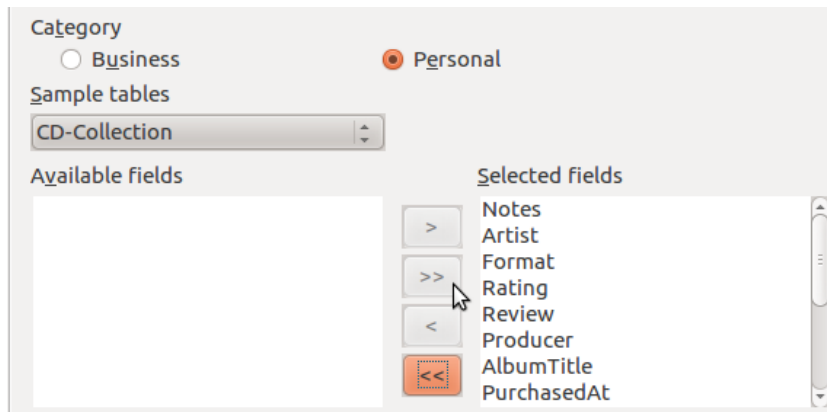 Category
Business Personal
Sample tables
CD-Collection
Available fields Selected fields
Notes
> Artist
Format
>> Rating
Review
< Producer
AlbumTitle
<< PurchasedAt